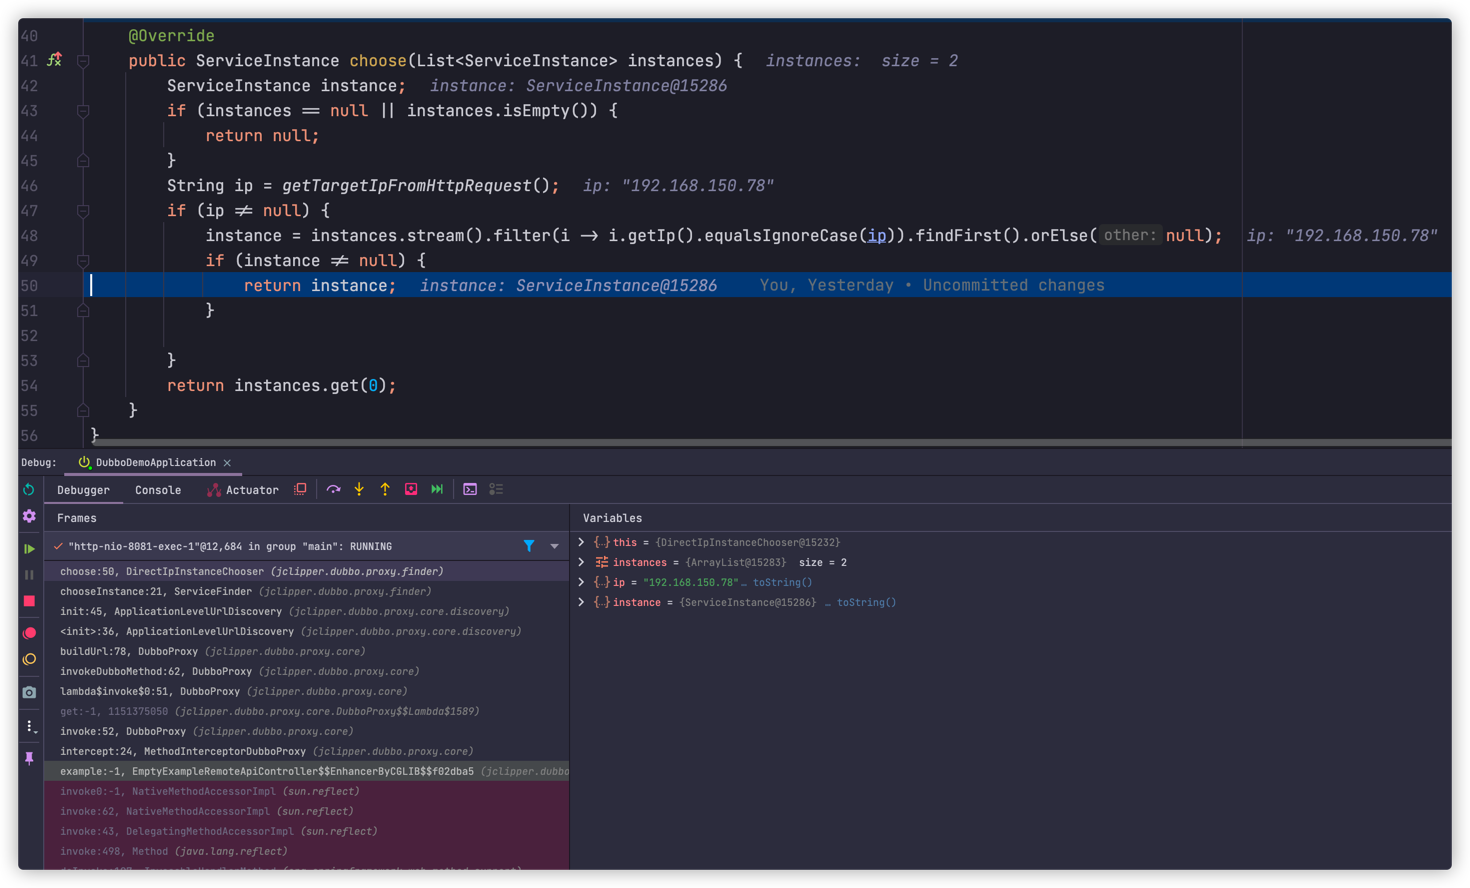 40 @Override
41 public ServiceInstance choose(List<ServiceInstance> instances) { instances: size = 2
42 ServiceInstance instance; instance: ServiceInstance@15286
43 if (instances == null || instances.isEmpty()) {
44 return null;
45 }
46 String ip = getTargetIpFromHttpRequest(); ip: "192.168.150.78"
47 if (ip ≠ null) {
48 instance = instances.stream().filter(i → i.getIp().equalsIgnoreCase(ip)).findFirst().orElse( other: null); ip: "192.168.150.78"
49 if (instance ≠ null) {
50 return instance; instance: ServiceInstance@15286 You, Yesterday • Uncommitted changes
51 }
52
53 }
54 return instances.get(0);
55 }
56 }
Debug: DubboDemoApplication ×
Debugger Console Actuator
Frames
"http-nio-8081-exec-1"@12,684 in group "main": RUNNING
choose:50, DirectIpInstanceChooser (jclipper.dubbo.proxy.finder)
chooseInstance:21, ServiceFinder (jclipper.dubbo.proxy.finder)
init:45, ApplicationLevelUrlDiscovery (jclipper.dubbo.proxy.core.discovery)
<init>:36, ApplicationLevelUrlDiscovery (jclipper.dubbo.proxy.core.discovery)
buildUrl:78, DubboProxy (jclipper.dubbo.proxy.core)
invokeDubboMethod:62, DubboProxy (jclipper.dubbo.proxy.core)
lambda$invoke$0:51, DubboProxy (jclipper.dubbo.proxy.core)
get:-1, 1151375050 (jclipper.dubbo.proxy.core.DubboProxy$$Lambda$1589)
invoke:52, DubboProxy (jclipper.dubbo.proxy.core)
intercept:24, MethodInterceptorDubboProxy (jclipper.dubbo.proxy.core)
example:-1, EmptyExampleRemoteApiController$$EnhancerByCGLIB$$f02dba5 (jclipper.dubbo
invoke0:-1, NativeMethodAccessorImpl (sun.reflect)
invoke:62, NativeMethodAccessorImpl (sun.reflect)
invoke:43, DelegatingMethodAccessorImpl (sun.reflect)
invoke:498, Method (java.lang.reflect)
Variables
this = {DirectIpInstanceChooser@15232}
instances = {ArrayList@15283} size = 2
ip = "192.168.150.78"… toString()
instance = {ServiceInstance@15286} … toString()